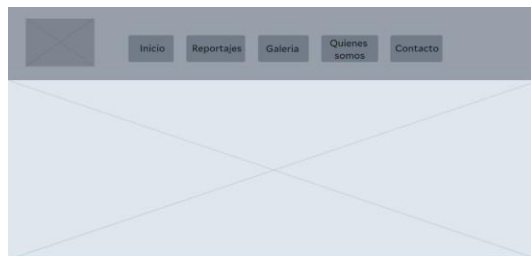 Inicio
Reportajes
Galeria
Quienes
somos
Contacto